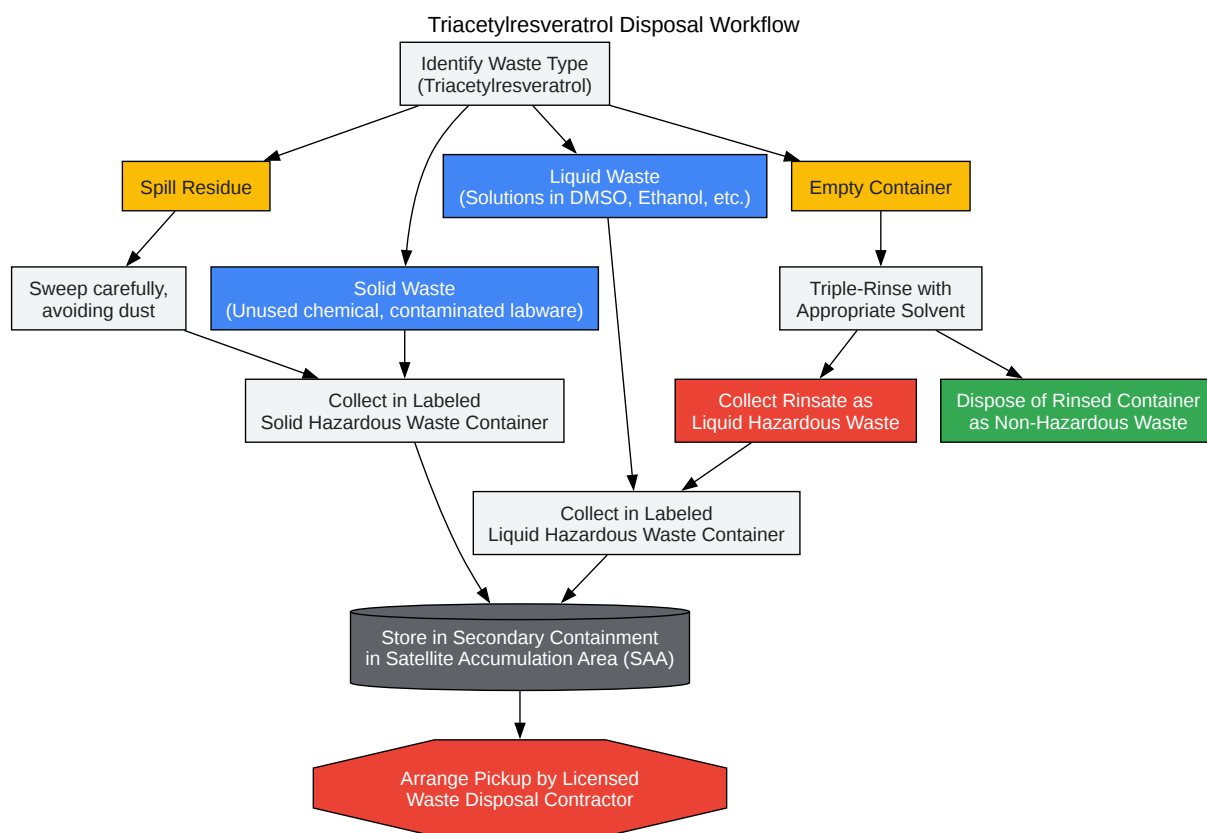 Triacetylresveratrol Disposal Workflow
Identify Waste Type
(Triacetylresveratrol)
Spill Residue
Liquid Waste
(Solutions in DMSO, Ethanol, etc.)
Empty Container
Sweep carefully,
avoiding dust
Solid Waste
(Unused chemical, contaminated labware)
Triple-Rinse with
Appropriate Solvent
Collect in Labeled
Solid Hazardous Waste Container
Collect Rinsate as
Liquid Hazardous Waste
Dispose of Rinsed Container
as Non-Hazardous Waste
Collect in Labeled
Liquid Hazardous Waste Container
Store in Secondary Containment
in Satellite Accumulation Area (SAA)
Arrange Pickup by Licensed
Waste Disposal Contractor